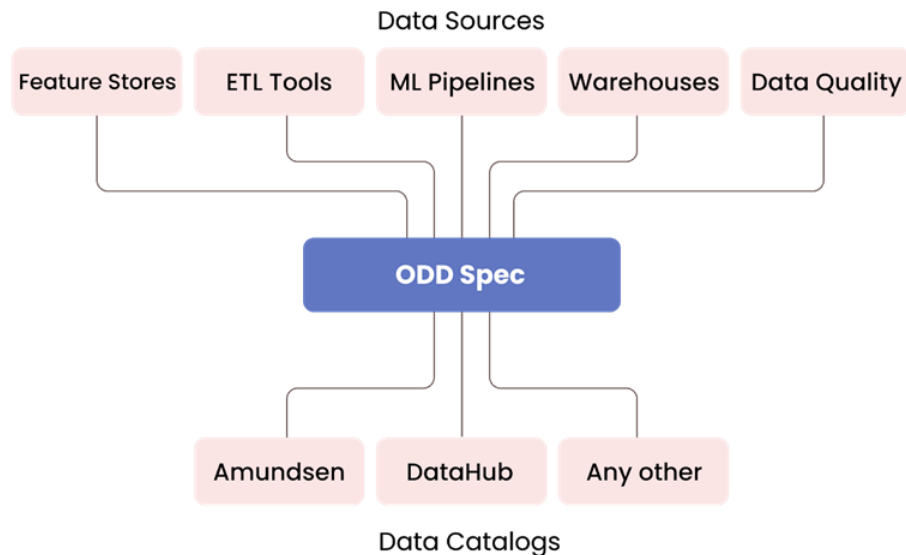 Data Sources
Feature Stores
ETL Tools
ML Pipelines
Warehouses
Data Quality
ODD Spec
Amundsen
DataHub
Any other
Data Catalogs